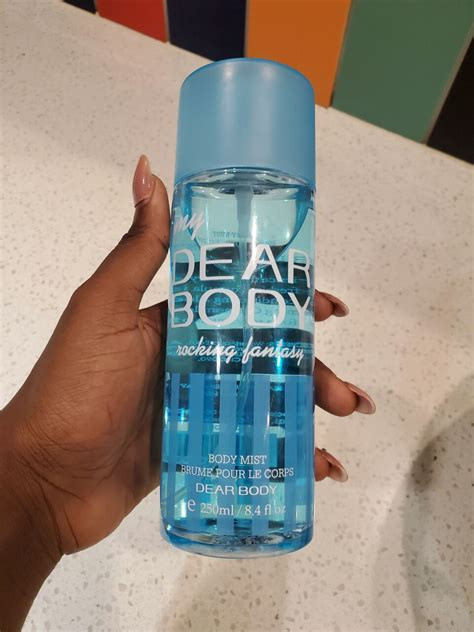 my
DEAR
BODY
rocking fantasy
BODY MIST
BRUME POUR LE CORPS
DEAR BODY
e 250ml / 8.4 fl oz